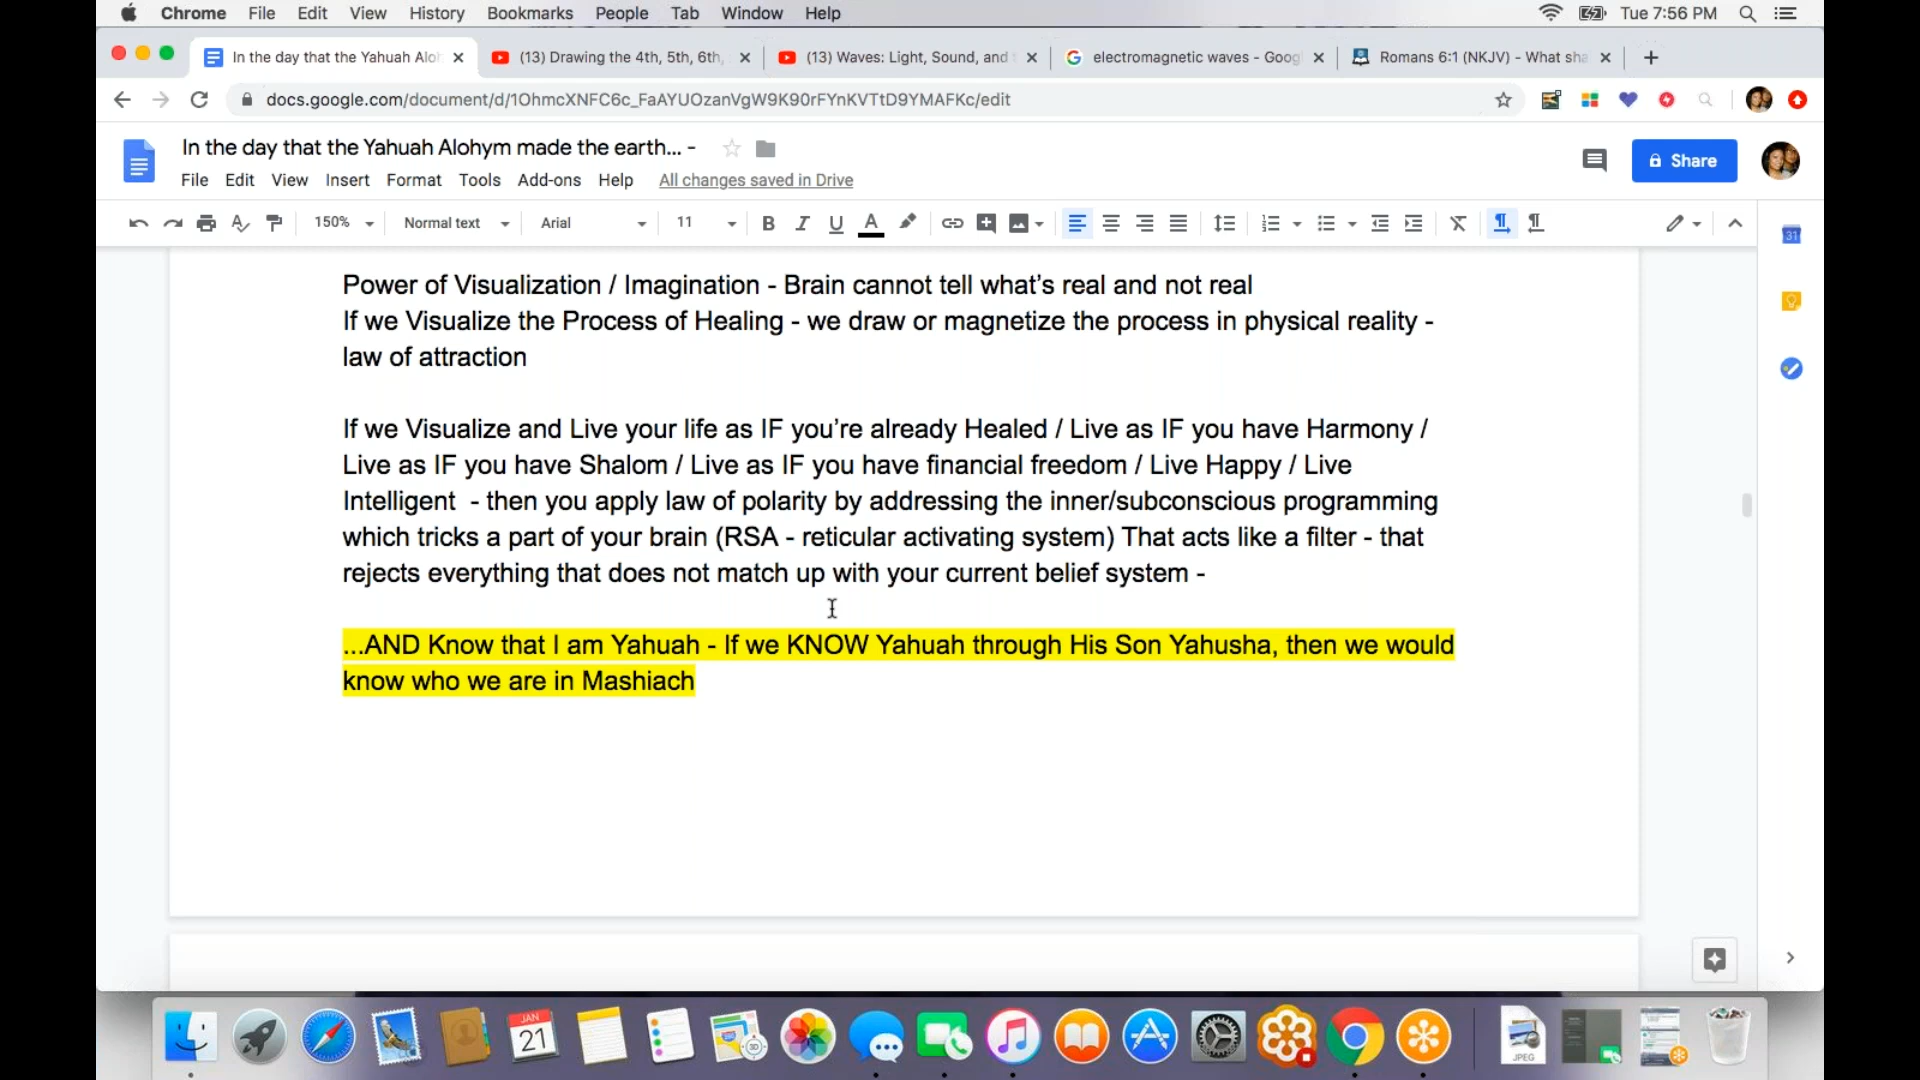 Chrome File Edit View History Bookmarks People Tab Window Help Tue 7:56 PM
In the day that the Yahuah Aloh (13) Drawing the 4th, 5th, 6th, (13) Waves: Light, Sound, and electromagnetic waves - Goog Romans 6:1 (NKJV) - What sha
docs.google.com/document/d/1OhmcXNFC6c_FaAYUOzanVgW9K90rFYnKVTtD9YMAFKc/edit
In the day that the Yahuah Alohym made the earth... -
Share
File Edit View Insert Format Tools Add-ons Help All changes saved in Drive
150% Normal text Arial 11 B I U A
31
Power of Visualization / Imagination - Brain cannot tell what’s real and not real
If we Visualize the Process of Healing - we draw or magnetize the process in physical reality -
law of attraction
If we Visualize and Live your life as IF you’re already Healed / Live as IF you have Harmony /
Live as IF you have Shalom / Live as IF you have financial freedom / Live Happy / Live
Intelligent - then you apply law of polarity by addressing the inner/subconscious programming
which tricks a part of your brain (RSA - reticular activating system) That acts like a filter - that
rejects everything that does not match up with your current belief system -
...AND Know that I am Yahuah - If we KNOW Yahuah through His Son Yahusha, then we would
know who we are in Mashiach
JAN
21
3D
JPEG